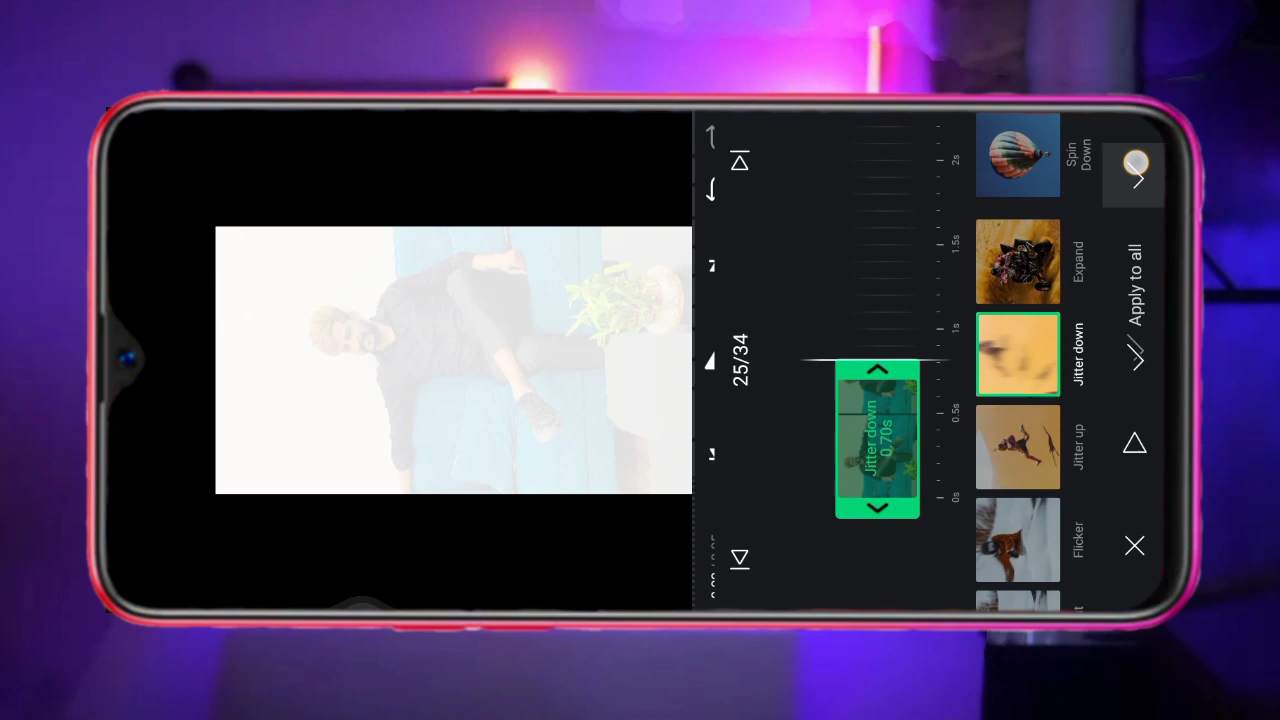 25/34
Jitter down
0.70s
0s
0.5s
1s
1.5s
2s
Flicker
Jitter up
Jitter down
Expand
Spin
Down
Apply to all